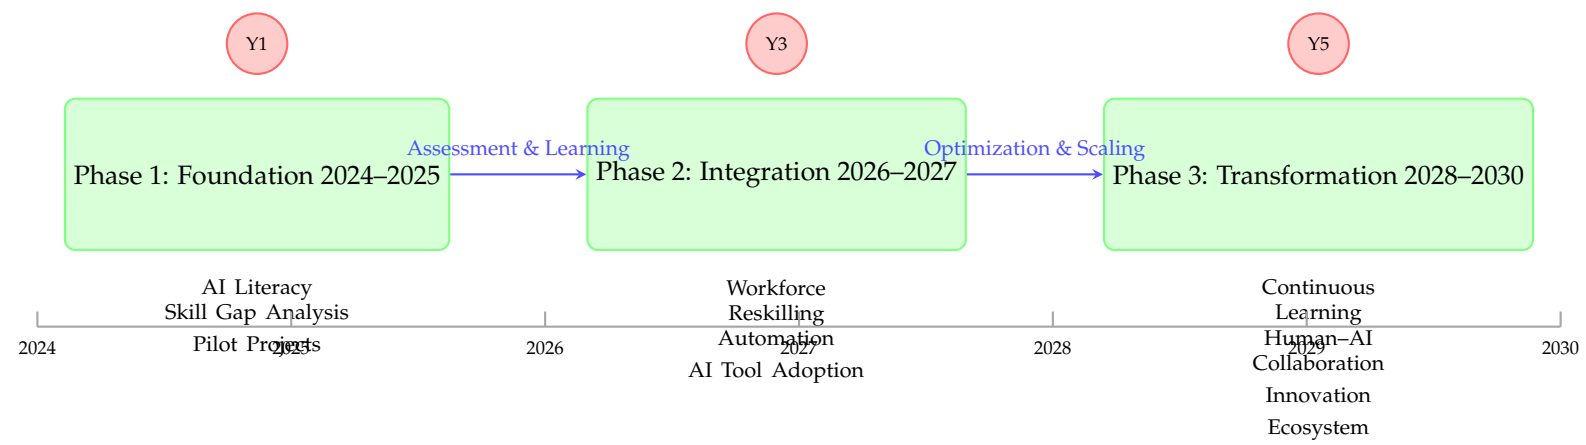 Y1
Y3
Y5
Phase 1: Foundation 2024–2025
Assessment & Learning
Phase 2: Integration 2026–2027
Optimization & Scaling
Phase 3: Transformation 2028–2030
AI Literacy
Skill Gap Analysis
Pilot Projects
Workforce
Reskilling
Automation
AI Tool Adoption
Continuous
Learning
Human–AI
Collaboration
Innovation
Ecosystem
2024
2025
2026
2027
2028
2029
2030